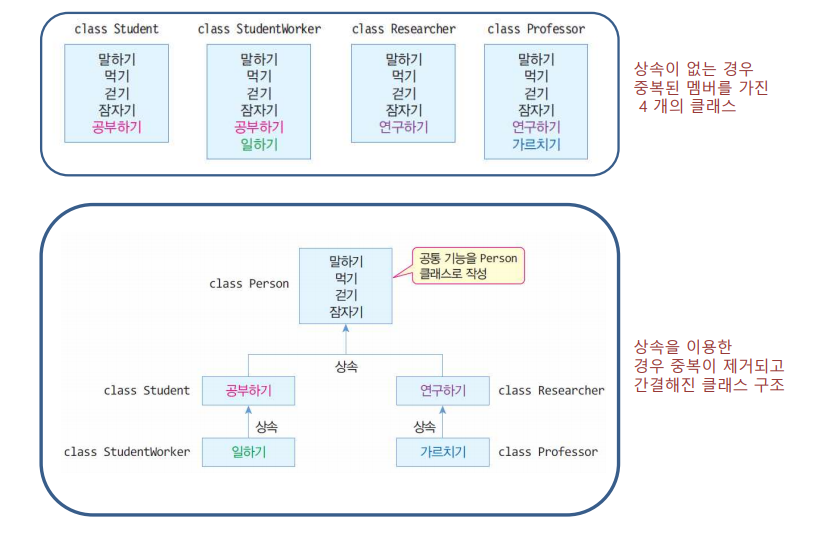 class Student
class StudentWorker
class Researcher
class Professor
말하기
먹기
걷기
잠자기
공부하기
말하기
먹기
걷기
잠자기
공부하기
일하기
말하기
먹기
걷기
잠자기
연구하기
말하기
먹기
걷기
잠자기
연구하기
가르치기
상속이 없는 경우
중복된 멤버를 가진
4 개의 클래스
class Person
말하기
먹기
걷기
잠자기
공통 기능을 Person
클래스로 작성
상속
class Student
공부하기
연구하기
class Researcher
상속
상속
class StudentWorker
일하기
가르치기
class Professor
상속을 이용한
경우 중복이 제거되고
간결해진 클래스 구조